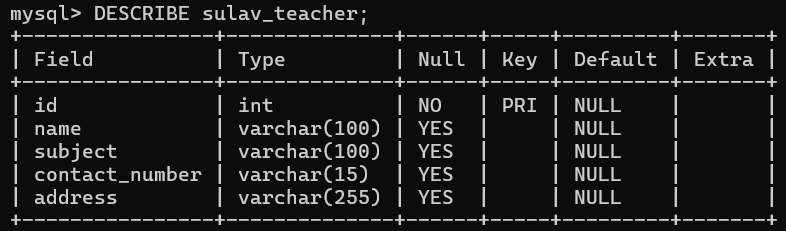 mysql> DESCRIBE sulav_teacher;
+----------------+--------------+------+-----+---------+-------+
| Field          | Type         | Null | Key | Default | Extra |
+----------------+--------------+------+-----+---------+-------+
| id             | int          | NO   | PRI | NULL    |       |
| name           | varchar(100) | YES  |     | NULL    |       |
| subject        | varchar(100) | YES  |     | NULL    |       |
| contact_number | varchar(15)  | YES  |     | NULL    |       |
| address        | varchar(255) | YES  |     | NULL    |       |
+----------------+--------------+------+-----+---------+-------+